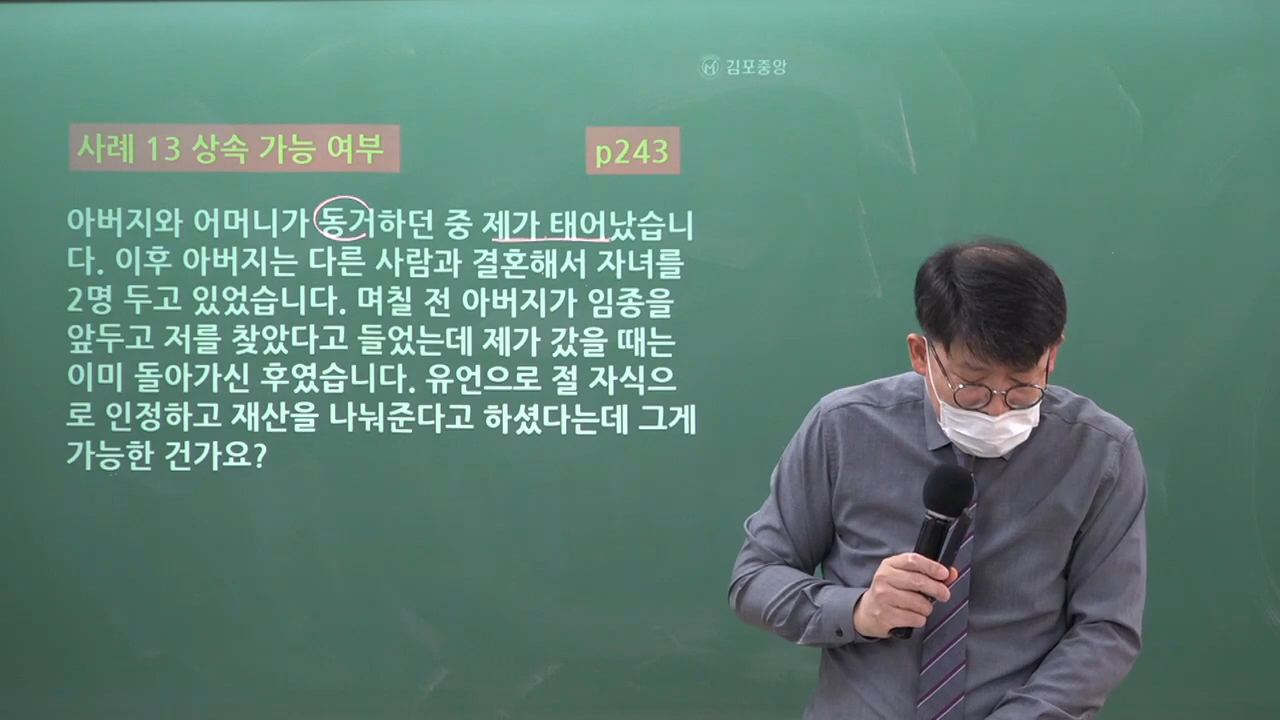 김포중앙
사례 13 상속 가능 여부
p243
아버지와 어머니가 동거하던 중 제가 태어났습니
다. 이후 아버지는 다른 사람과 결혼해서 자녀를
2명 두고 있었습니다. 며칠 전 아버지가 임종을
앞두고 저를 찾았다고 들었는데 제가 갔을 때는
이미 돌아가신 후였습니다. 유언으로 절 자식으
로 인정하고 재산을 나눠준다고 하셨다는데 그게
가능한 건가요?